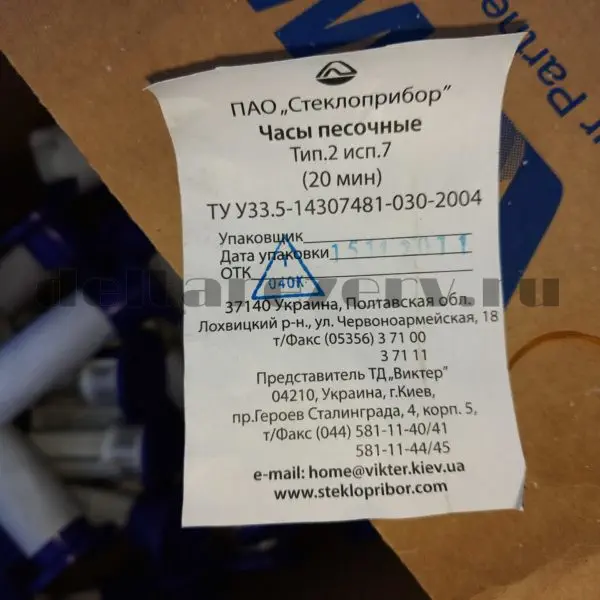 ur Partne
ПАО „Стеклоприбор”
Часы песочные
Тип.2 исп.7
(20 мин)
ТУ У33.5-14307481-030-2004
Упаковщик
Дата упаковки
ОТК
1
040К
37140 Украина, Полтавская обл.
Лохвицкий р-н., ул. Червоноармейская, 18
т/Факс (05356) 3 71 00
3 71 11
Представитель ТД „Виктер”
04210, Украина, г.Киев,
пр.Героев Сталинграда, 4, корп. 5,
т/Факс (044) 581-11-40/41
581-11-44/45
e-mail: home@vikter.kiev.ua
www.steklopribor.com